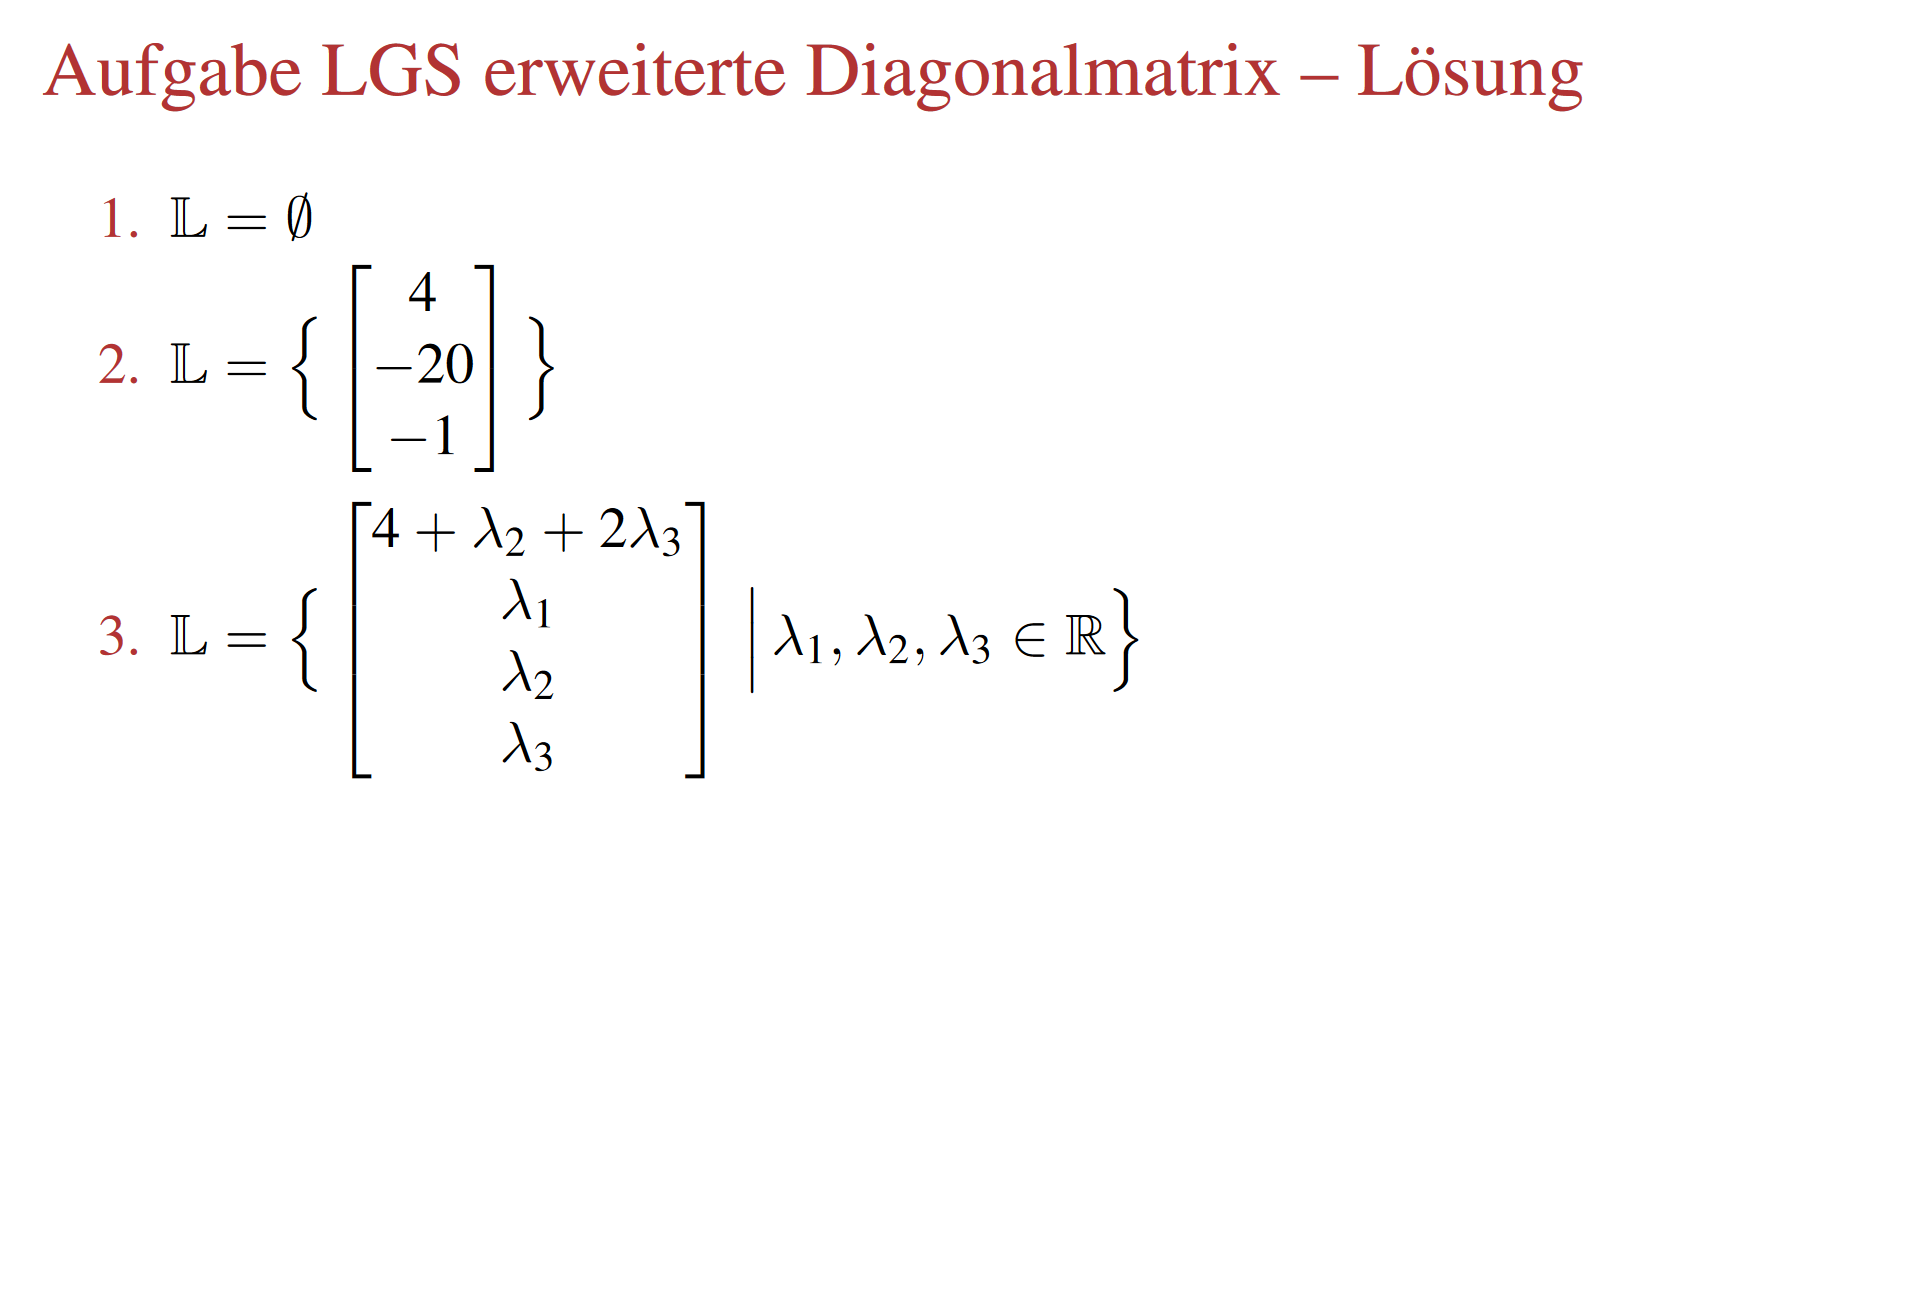 Aufgabe LGS erweiterte Diagonalmatrix – Lösung
1. 𝕃 = ∅
2. 𝕃 = { [ 4
−20
−1 ] }
3. 𝕃 = { [ 4 + λ₂ + 2λ₃
λ₁
λ₂
λ₃ ] | λ₁, λ₂, λ₃ ∈ ℝ }